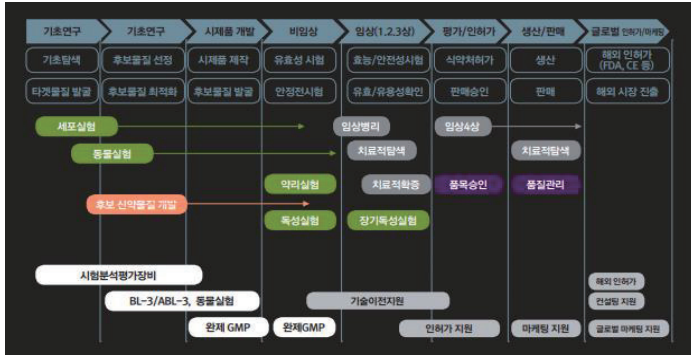 기초연구
기초연구
시제품 개발
비임상
임상(1.2.3상)
평가/인허가
생산/판매
글로벌 인허가/마케팅
기초탐색
후보물질 선정
시제품 제작
유효성 시험
효능/안전성시험
식약처허가
생산
해외 인허가
(FDA, CE 등)
타겟물질 발굴
후보물질 최적화
후보물질 발굴
안정전시험
유효/유용성확인
판매승인
판매
해외 시장 진출
세포실험
임상병리
임상4상
동물실험
치료적탐색
치료적탐색
약리실험
치료적확증
품목승인
품질관리
후보 신약물질 개발
독성실험
장기독성실험
시험분석평가장비
해외 인허가
BL-3/ABL-3, 동물실험
기술이전지원
컨설팅 지원
완제 GMP
완제GMP
인허가 지원
마케팅 지원
글로벌 마케팅 지원